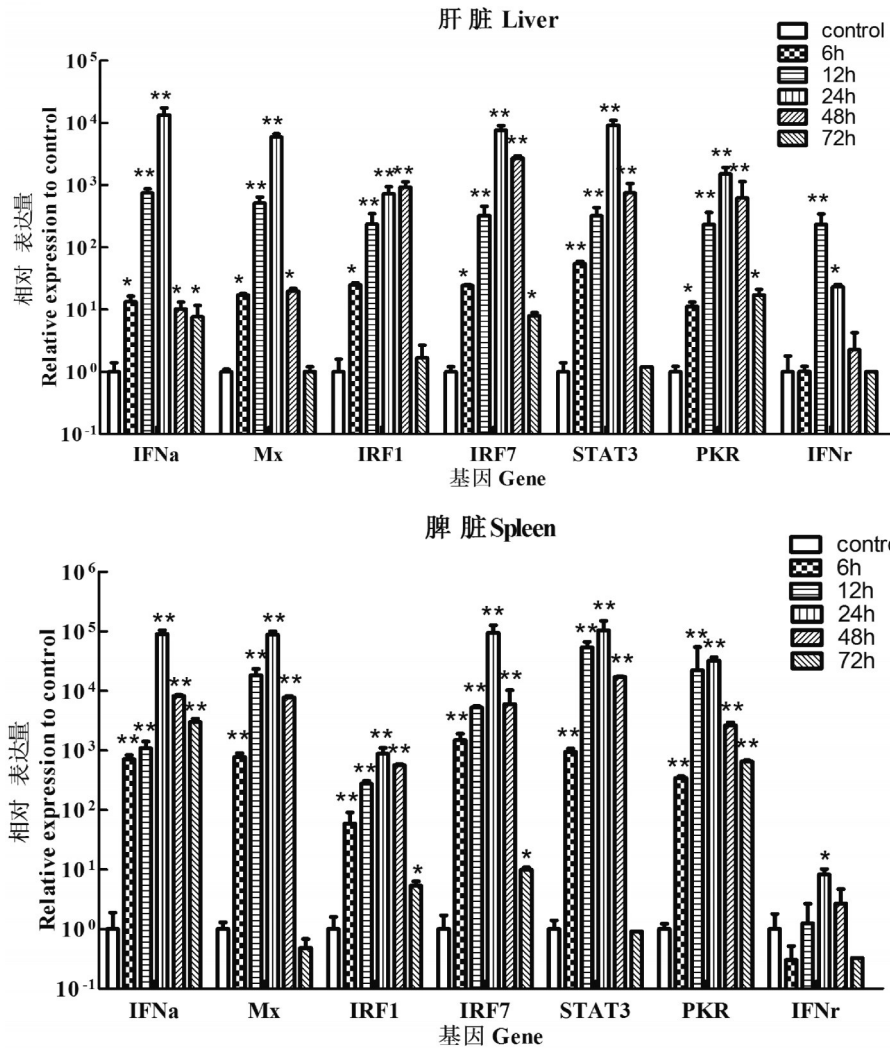 肝 脏 Liver
control
6h
12h
24h
48h
72h
相对 表达量
Relative expression to control
10^5
10^4
10^3
10^2
10^1
10^0
10^-1
** ** ** ** ** ** **
** ** ** ** ** ** ** ** ** ** ** **
* * * * * * ** * * * * *
IFNa Mx IRF1 IRF7 STAT3 PKR IFNr
基因 Gene
脾 脏 Spleen
contro
6h
12h
24h
48h
72h
相对 表达量
Relative expression to control
10^6
10^5
10^4
10^3
10^2
10^1
10^0
10^-1
IFNa Mx IRF1 IRF7 STAT3 PKR IFNr
基因 Gene